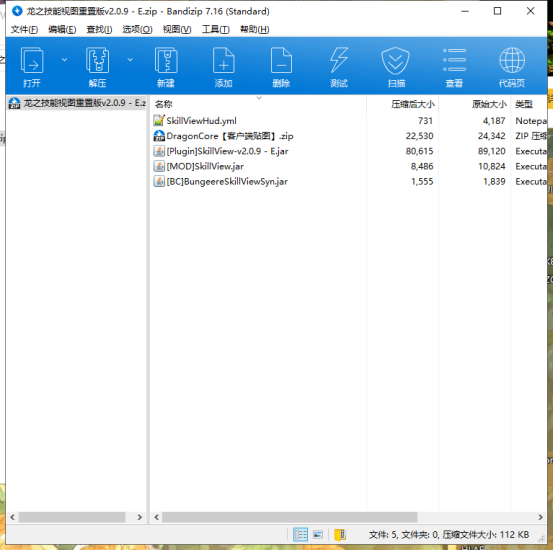 龙之技能视图重置版v2.0.9 - E.zip - Bandizip 7.16 (Standard)
文件(F) 编辑(E) 查找(I) 选项(O) 视图(V) 工具(T) 帮助(H)
打开 解压 新建 添加 删除 测试 扫描 查看 代码页
龙之技能视图重置版v2.0.9 - E.z
名称 压缩后大小 原始大小 类型
SkillViewHud.yml 731 4,187 Notepa
DragonCore【客户端贴图】.zip 22,530 24,342 ZIP 压缩
[Plugin]SkillView-v2.0.9 - E.jar 80,615 89,120 Executa
[MOD]SkillView.jar 8,486 10,824 Executa
[BC]BungeereSkillViewSyn.jar 1,555 1,839 Executa
文件: 5, 文件夹: 0, 压缩文件大小: 112 KB